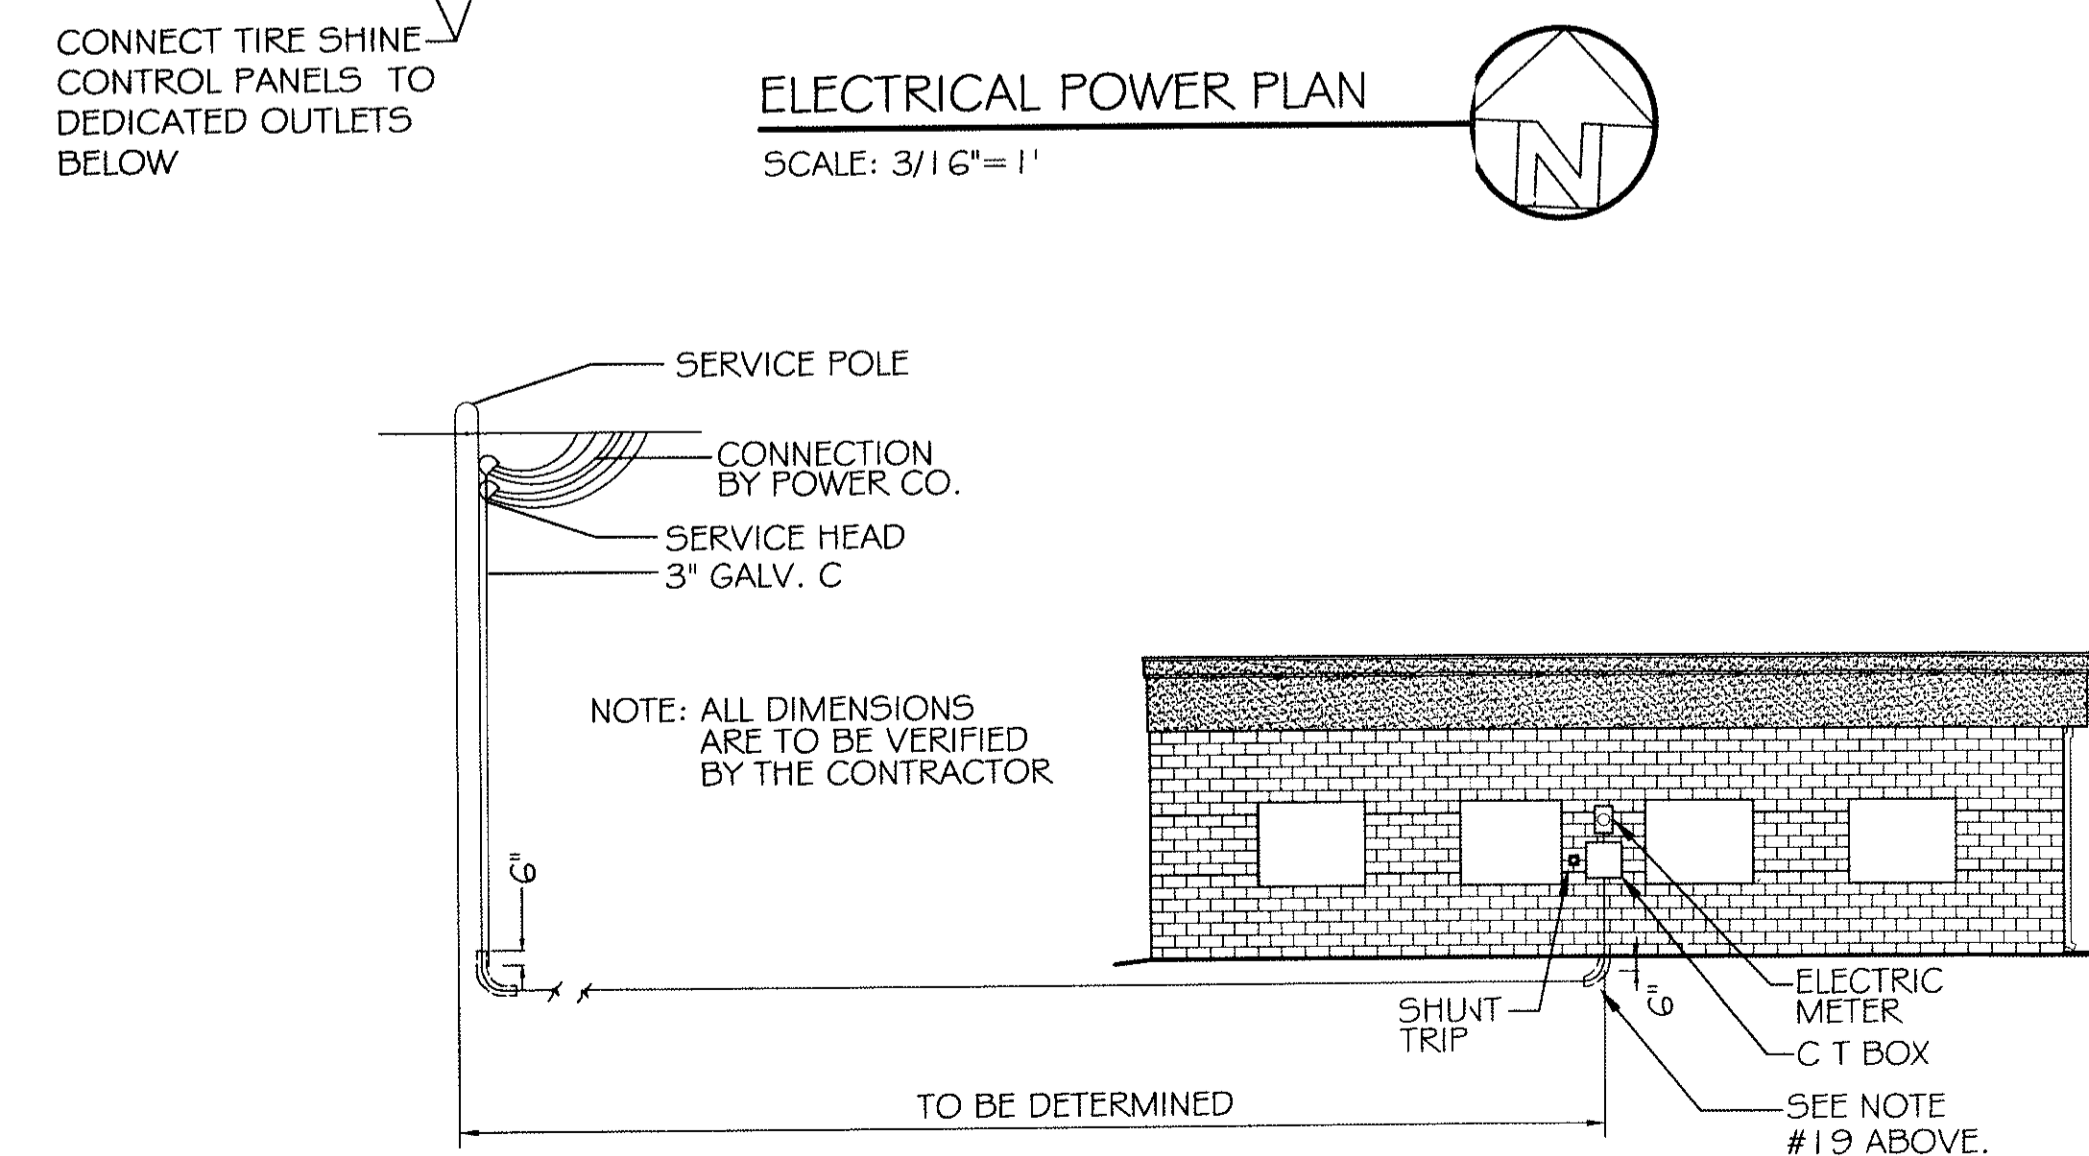 CONNECT TIRE SHINE
CONTROL PANELS TO
DEDICATED OUTLETS
BELOW
ELECTRICAL POWER PLAN
SCALE: 3/16"=1'
N
SERVICE POLE
CONNECTION
BY POWER CO.
SERVICE HEAD
3" GALV. C
NOTE: ALL DIMENSIONS
ARE TO BE VERIFIED
BY THE CONTRACTOR
6"
6"
SHUNT
TRIP
ELECTRIC
METER
C T BOX
TO BE DETERMINED
SEE NOTE
#19 ABOVE.